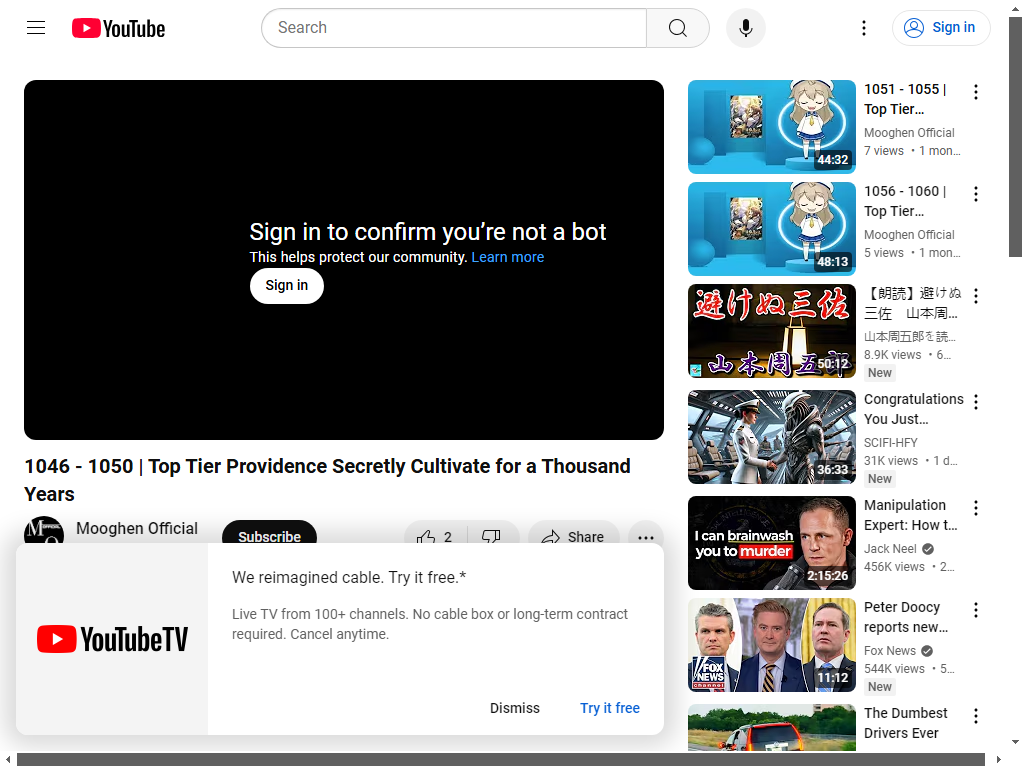 YouTube
Search
Sign in
Sign in to confirm you’re not a bot
This helps protect our community. Learn more
Sign in
1046 - 1050 | Top Tier Providence Secretly Cultivate for a Thousand
Years
Mooghen Official
Subscribe
2
Share
YouTubeTV
We reimagined cable. Try it free.*
Live TV from 100+ channels. No cable box or long-term contract
required. Cancel anytime.
Dismiss
Try it free
44:32
1051 - 1055 |
Top Tier…
Mooghen Official
7 views • 1 mon…
48:13
1056 - 1060 |
Top Tier…
Mooghen Official
5 views • 1 mon…
避けぬ三佐
山本周五郎
50:12
【朗読】避けぬ
三佐 山本周…
山本周五郎を読…
8.9K views • 6…
New
36:33
Congratulations
You Just…
SCIFI-HFY
31K views • 1 d…
New
I can brainwash
you to murder
2:15:26
Manipulation
Expert: How t…
Jack Neel
456K views • 2…
FOX
NEWS
channel
11:12
Peter Doocy
reports new…
Fox News
544K views • 5…
New
The Dumbest
Drivers Ever